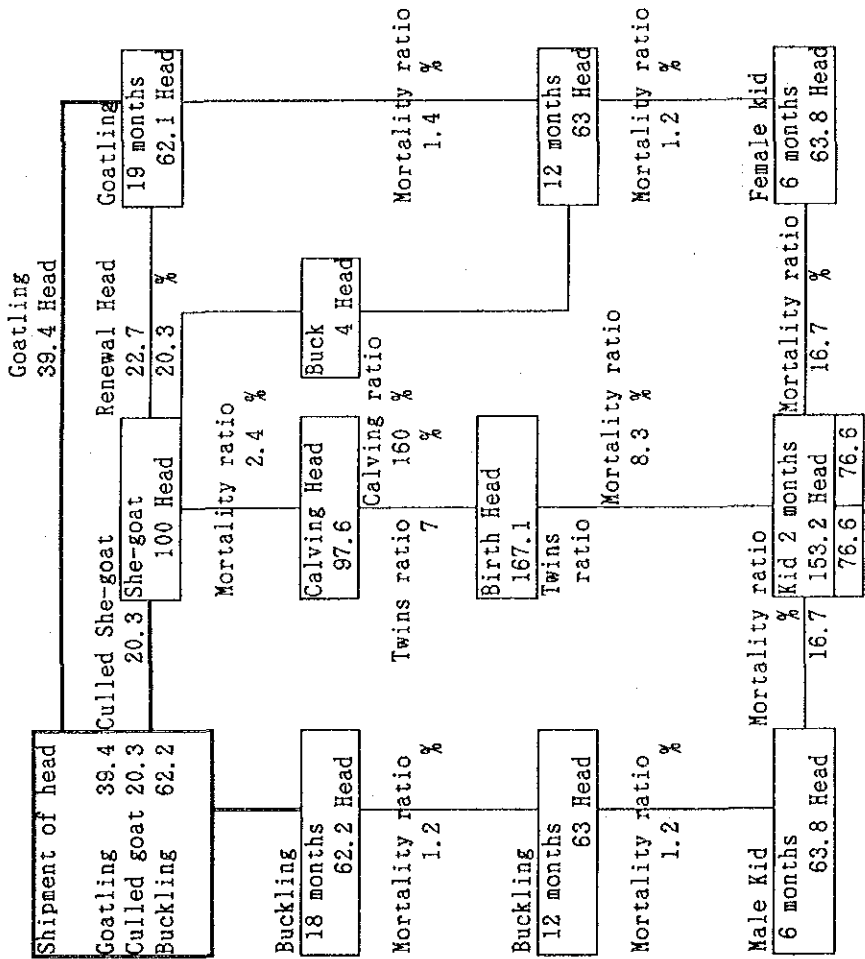 Goatling
39.4 Head
Shipment of head
Goatling 39.4
Culled goat 20.3
Buckling 62.2
Culled She-goat
20.3
She-goat
100 Head
Renewal Head
22.7
20.3 %
Goatling
19 months
62.1 Head
Mortality ratio
2.4 %
Buckling
18 months
62.2 Head
Calving Head
97.6
Buck
4 Head
Mortality ratio
1.4 %
Mortality ratio
1.2 %
Twins ratio
7 %
Calving ratio
160 %
Buckling
12 months
63 Head
Birth Head
167.1
12 months
63 Head
Twins
ratio
Mortality ratio
8.3 %
Mortality ratio
1.2 %
Mortality ratio
1.2 %
Male Kid
6 months
63.8 Head
Mortality ratio
%
16.7
Kid 2 months
153.2 Head
76.6 76.6
Mortality ratio
16.7 %
Female kid
6 months
63.8 Head